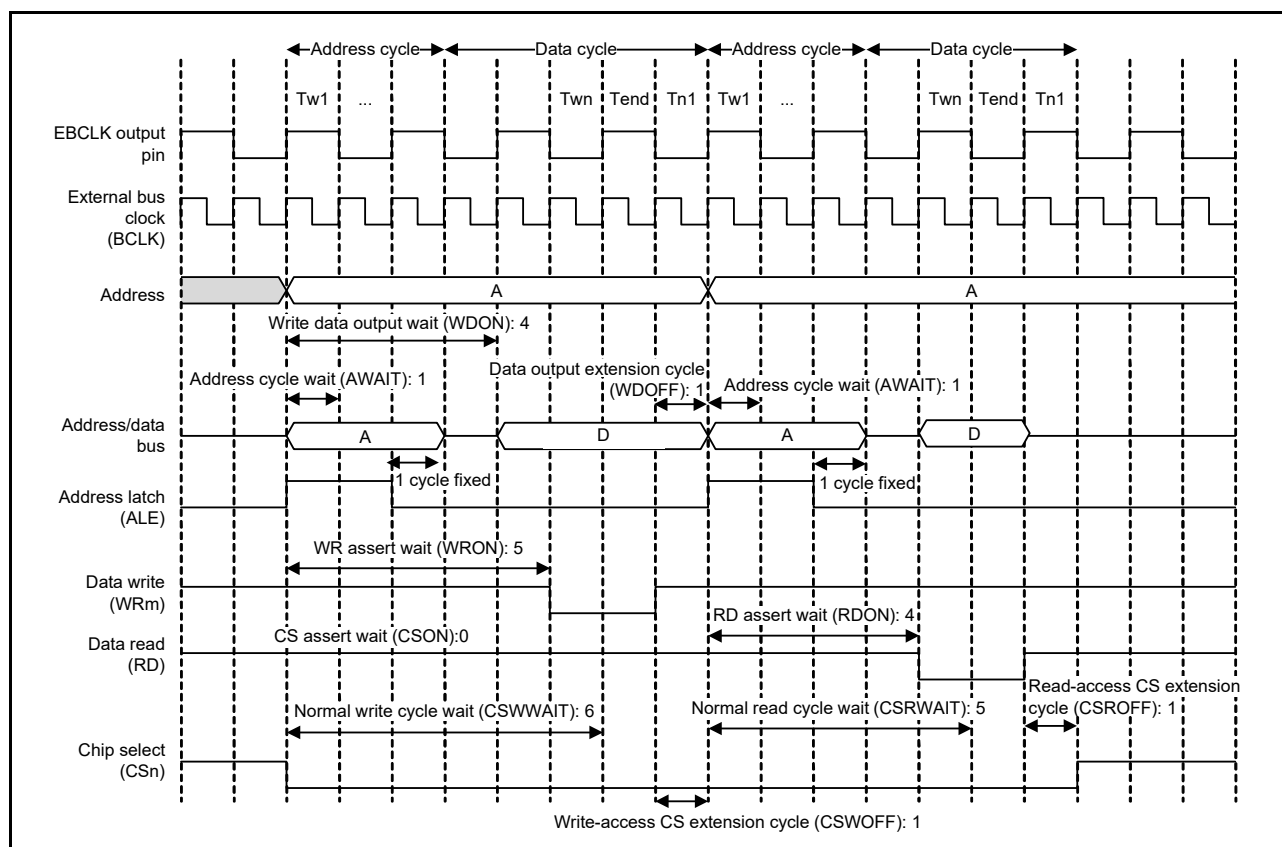 Address cycle Data cycle Address cycle Data cycle
Tw1 ... Twn Tend Tn1 Tw1 ... Twn Tend Tn1
EBCLK output
pin
External bus
clock
(BCLK)
Address
A A
Write data output wait (WDON): 4
Data output extension cycle
(WDOFF): 1
Address cycle wait (AWAIT): 1
Address cycle wait (AWAIT): 1
Address/data
bus
A D A D
1 cycle fixed 1 cycle fixed
Address latch
(ALE)
WR assert wait (WRON): 5
Data write
(WRm)
RD assert wait (RDON): 4
CS assert wait (CSON):0
Data read
(RD)
Read-access CS extension
cycle (CSROFF): 1
Normal write cycle wait (CSWWAIT): 6
Normal read cycle wait (CSRWAIT): 5
Chip select
(CSn)
Write-access CS extension cycle (CSWOFF): 1